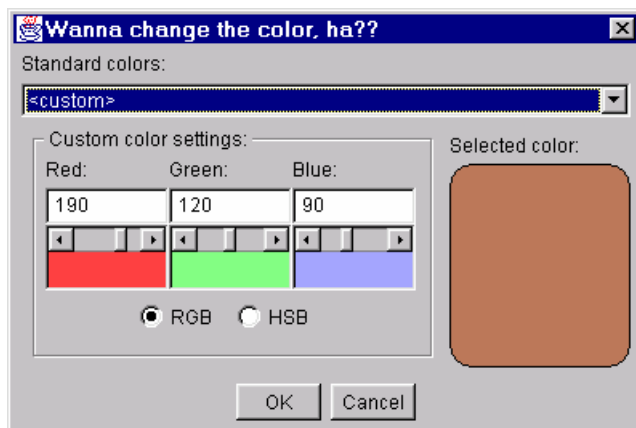 Wanna change the color, ha??
Standard colors:
<custom>
Custom color settings:
Selected color:
Red: Green: Blue:
190 120 90
RGB HSB
OK Cancel